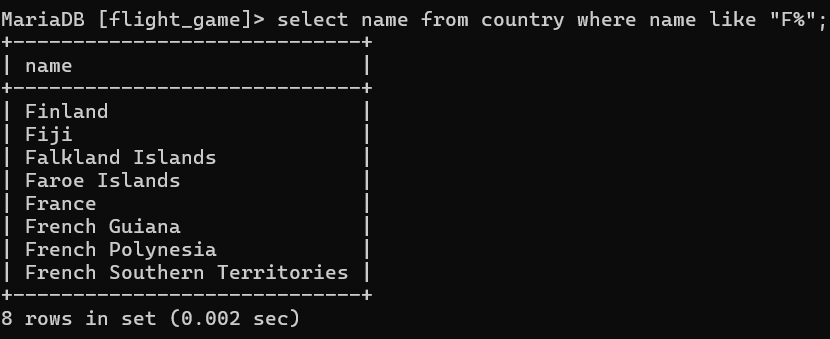 MariaDB [flight_game]> select name from country where name like "F%";
+-----------------------------+
| name                        |
+-----------------------------+
| Finland                     |
| Fiji                        |
| Falkland Islands            |
| Faroe Islands               |
| France                      |
| French Guiana               |
| French Polynesia            |
| French Southern Territories |
+-----------------------------+
8 rows in set (0.002 sec)